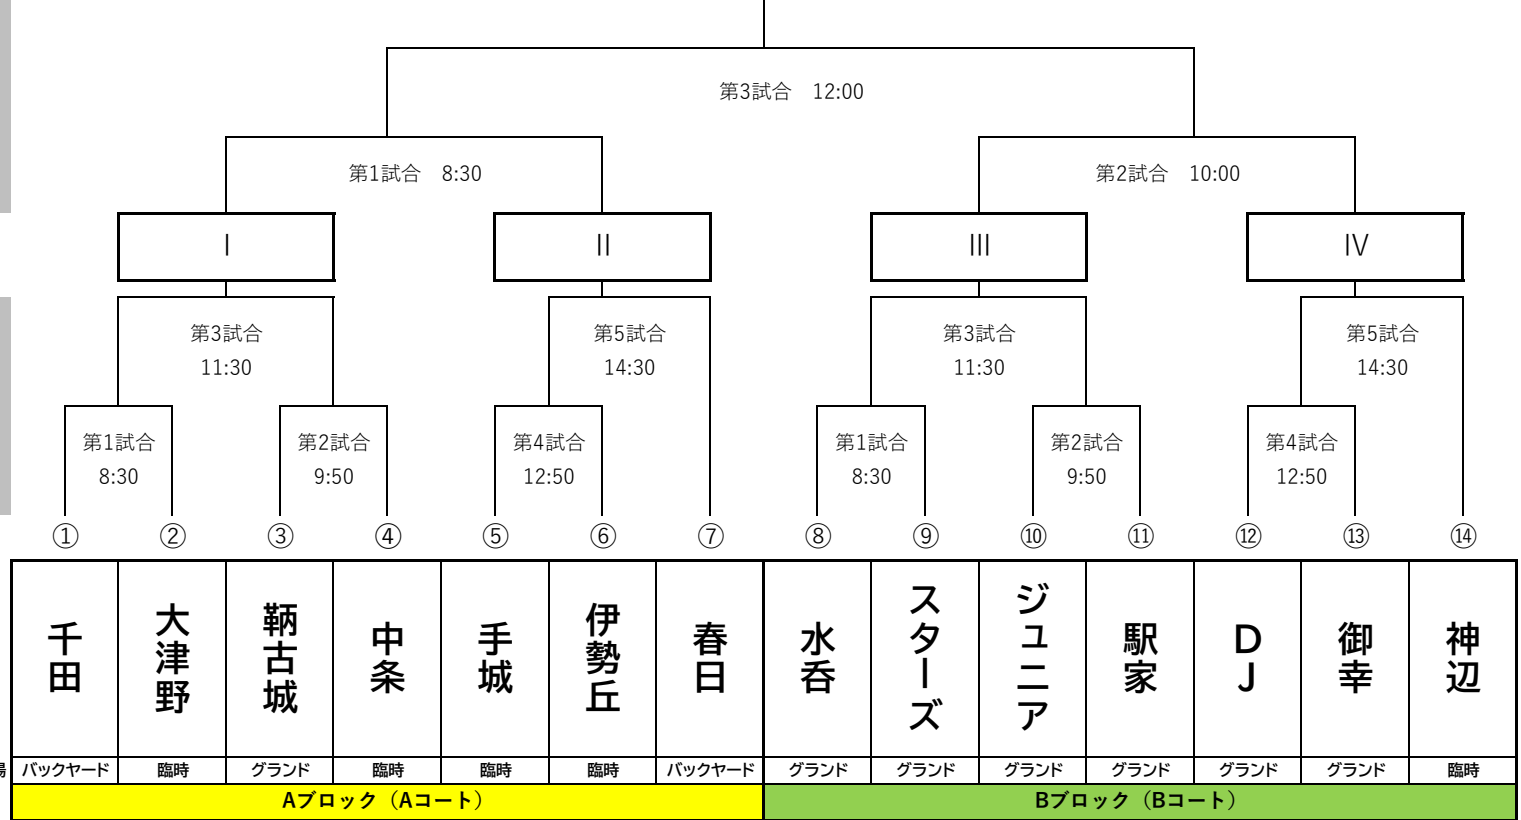 第3試合　12:00
第1試合　8:30
第2試合　10:00
Ⅰ
Ⅱ
Ⅲ
Ⅳ
第3試合
11:30
第5試合
14:30
第3試合
11:30
第5試合
14:30
第1試合
8:30
第2試合
9:50
第4試合
12:50
第1試合
8:30
第2試合
9:50
第4試合
12:50
① ② ③ ④ ⑤ ⑥ ⑦ ⑧ ⑨ ⑩ ⑪ ⑫ ⑬ ⑭
千田
大津野
鞆古城
中条
手城
伊勢丘
春日
水呑
スターズ
ジュニア
駅家
DJ
御幸
神辺
バックヤード 臨時 グランド 臨時 臨時 臨時 バックヤード グランド グランド グランド グランド グランド グランド 臨時
Aブロック（Aコート）
Bブロック（Bコート）